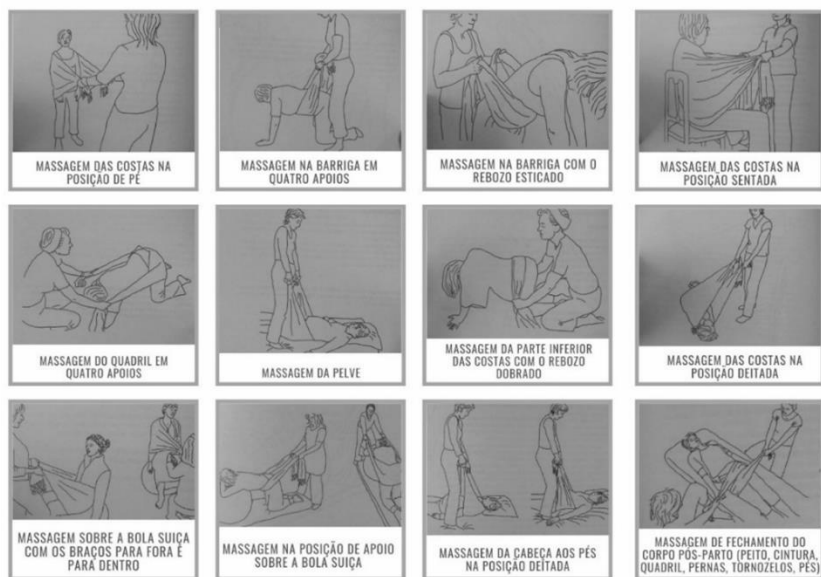 MASSAGEM DAS COSTAS NA
POSIÇÃO DE PÉ
MASSAGEM NA BARRIGA EM
QUATRO APOIOS
MASSAGEM NA BARRIGA COM O
REBOZO ESTICADO
MASSAGEM DAS COSTAS NA
POSIÇÃO SENTADA
MASSAGEM DO QUADRIL EM
QUATRO APOIOS
MASSAGEM DA PELVE
MASSAGEM DA PARTE INFERIOR
DAS COSTAS COM O REBOZO
DOBRADO
MASSAGEM DAS COSTAS NA
POSIÇÃO DEITADA
MASSAGEM SOBRE A BOLA SUIÇA
COM OS BRAÇOS PARA FORA E
PARA DENTRO
MASSAGEM NA POSIÇÃO DE APOIO
SOBRE A BOLA SUIÇA
MASSAGEM DA CABEÇA AOS PÉS
NA POSIÇÃO DEITADA
MASSAGEM DE FECHAMENTO DO
CORPO PÓS-PARTO (PEITO, CINTURA,
QUADRIL, PERNAS, TORNOZELOS, PÉS)